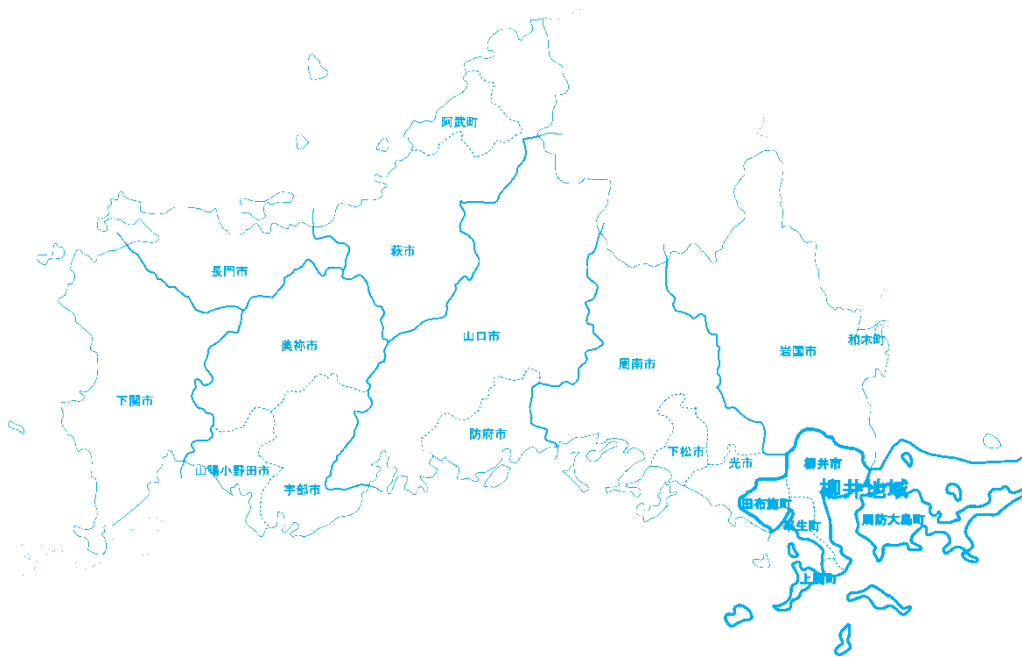 阿武町
萩市
長門市
山口市
美祢市
岩国市
和木町
周南市
下関市
防府市
下松市
光市
柳井市
山陽小野田市
宇部市
柳井地域
田布施町
周防大島町
平生町
上関町